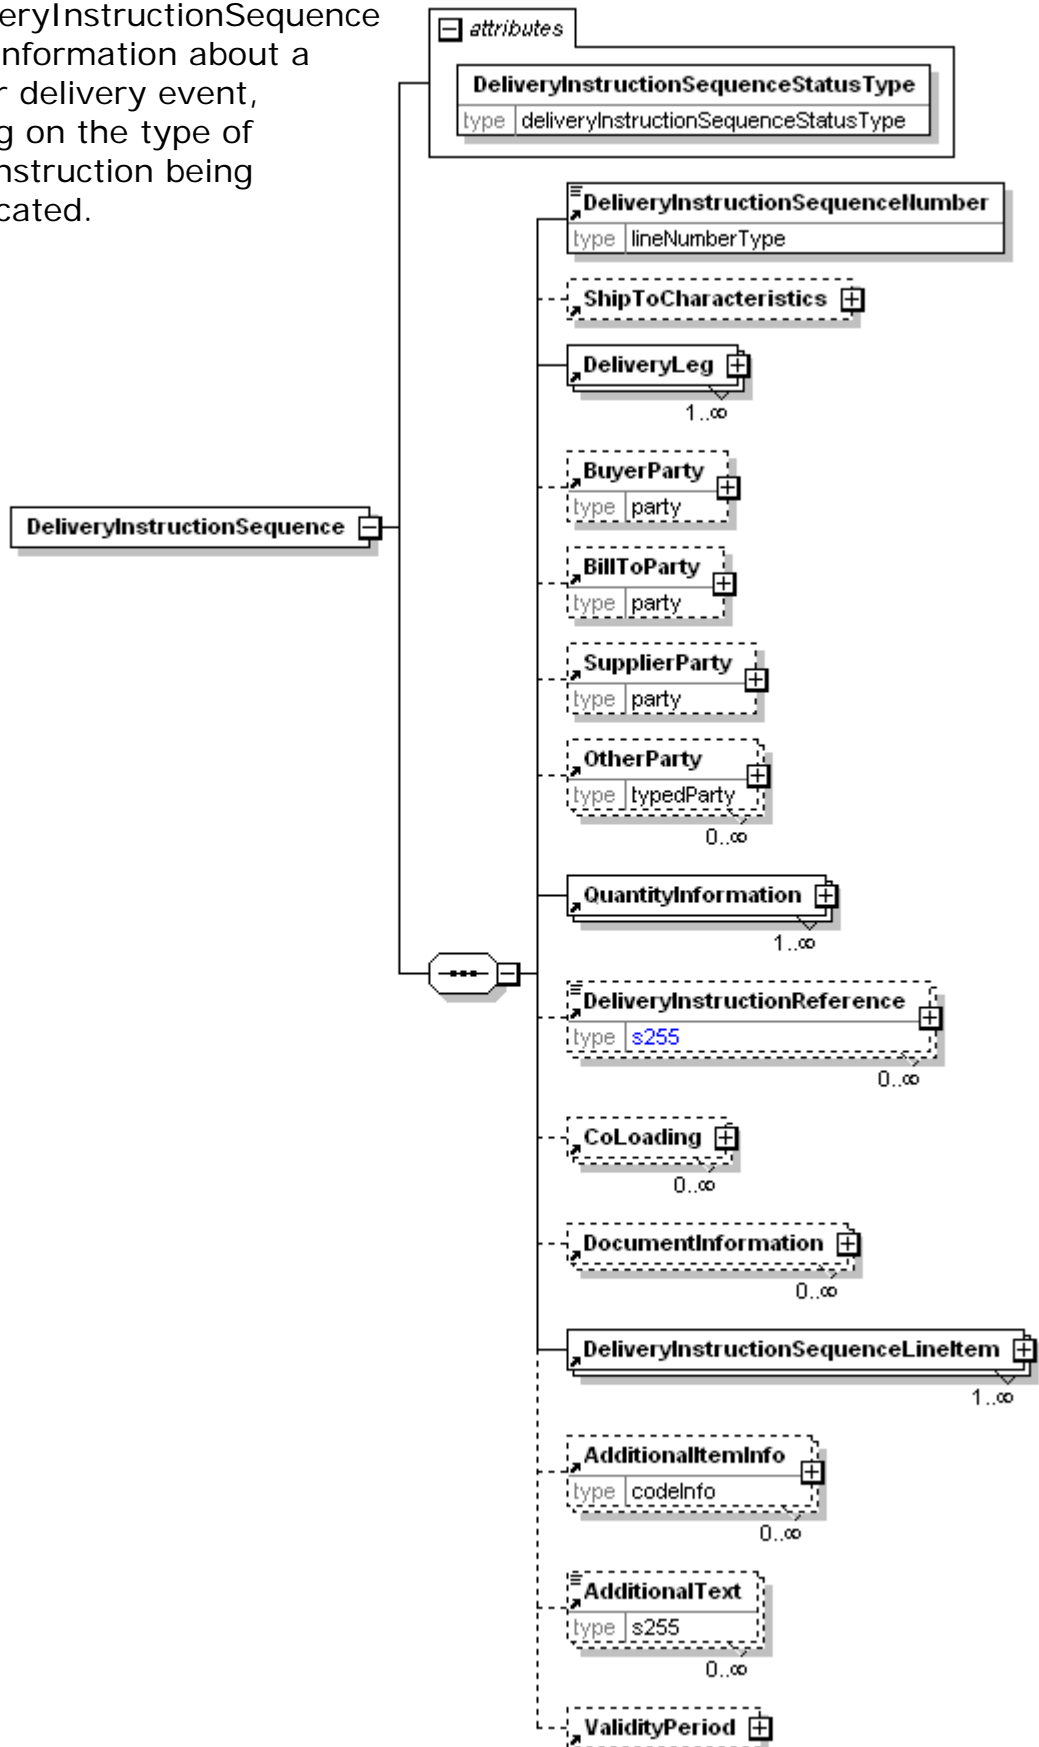 eryInstructionSequence
nformation about a
r delivery event,
g on the type of
nstruction being
cated.
attributes
DeliveryInstructionSequenceStatusType
type deliveryInstructionSequenceStatusType
DeliveryInstructionSequenceNumber
type lineNumberType
ShipToCharacteristics
DeliveryLeg
1..∞
BuyerParty
type party
DeliveryInstructionSequence
BillToParty
type party
SupplierParty
type party
OtherParty
type typedParty
0..∞
QuantityInformation
1..∞
DeliveryInstructionReference
type s255
0..∞
CoLoading
0..∞
DocumentInformation
0..∞
DeliveryInstructionSequenceLineItem
1..∞
AdditionalItemInfo
type codeInfo
0..∞
AdditionalText
type s255
0..∞
ValidityPeriod